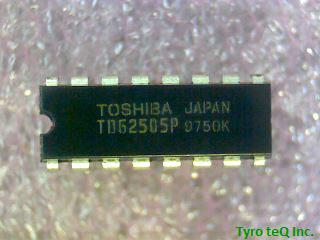 TOSHIBA JAPAN
TD62505P 9750K
Tyro teQ Inc.